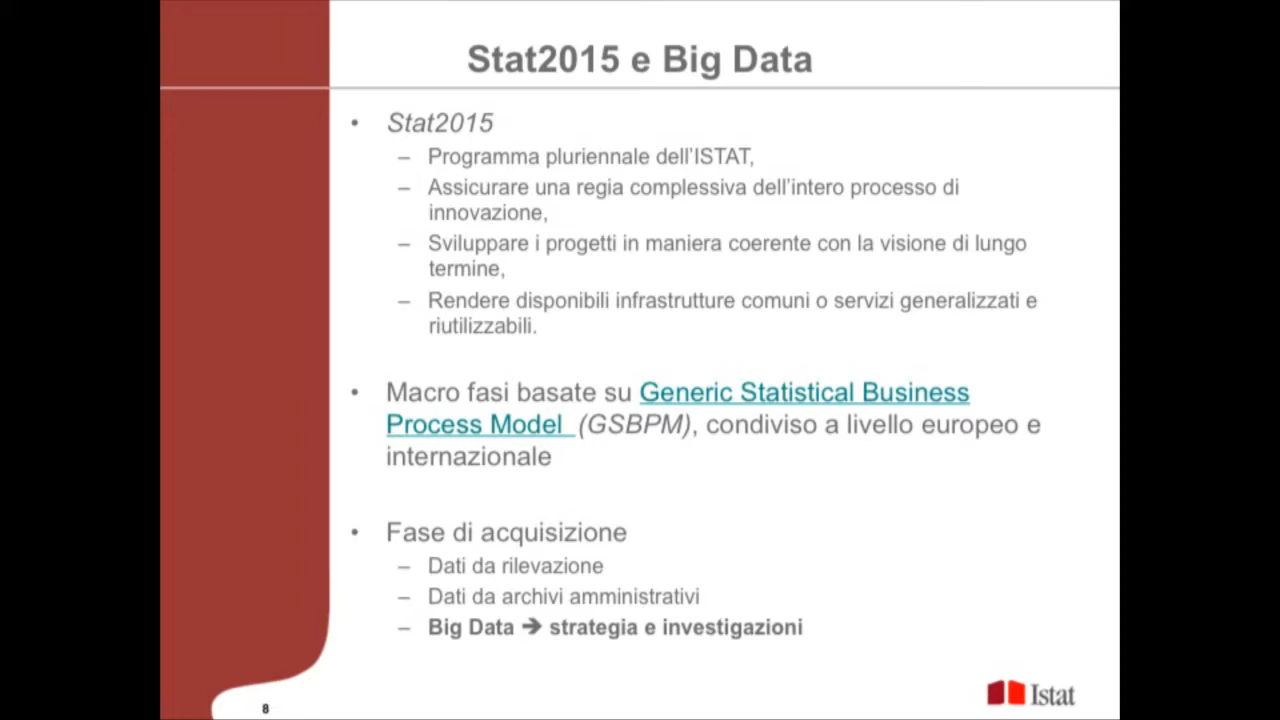 Stat2015 e Big Data
• Stat2015
– Programma pluriennale dell'ISTAT,
– Assicurare una regia complessiva dell'intero processo di
innovazione,
– Sviluppare i progetti in maniera coerente con la visione di lungo
termine,
– Rendere disponibili infrastrutture comuni o servizi generalizzati e
riutilizzabili.
• Macro fasi basate su Generic Statistical Business
Process Model (GSBPM), condiviso a livello europeo e
internazionale
• Fase di acquisizione
– Dati da rilevazione
– Dati da archivi amministrativi
– Big Data ➔ strategia e investigazioni
8
Istat